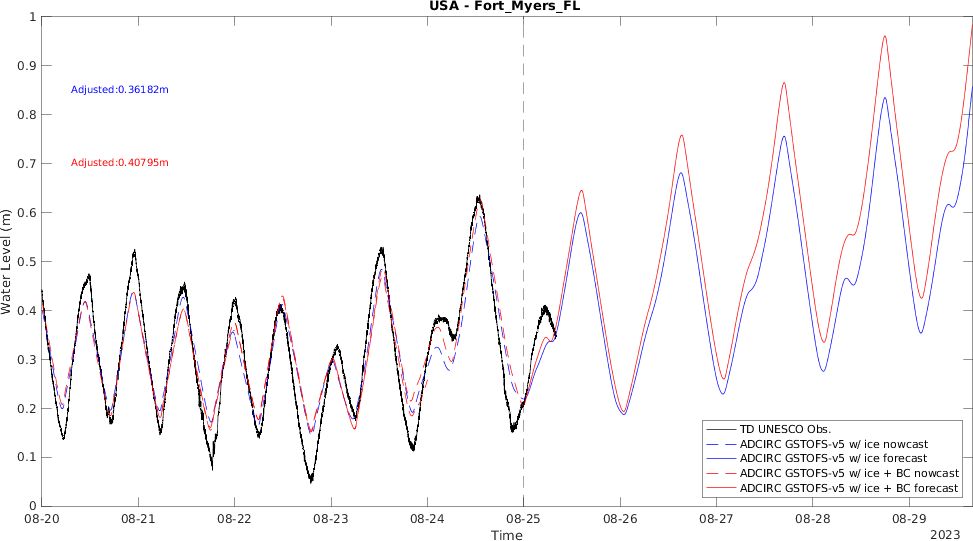 USA - Fort_Myers_FL
1
0.9
0.8
0.7
0.6
0.5
0.4
0.3
0.2
0.1
0
Water Level (m)
Adjusted:0.36182m
Adjusted:0.40795m
TD UNESCO Obs.
ADCIRC GSTOFS-v5 w/ ice nowcast
ADCIRC GSTOFS-v5 w/ ice forecast
ADCIRC GSTOFS-v5 w/ ice + BC nowcast
ADCIRC GSTOFS-v5 w/ ice + BC forecast
08-20 08-21 08-22 08-23 08-24 08-25 08-26 08-27 08-28 08-29
Time
2023